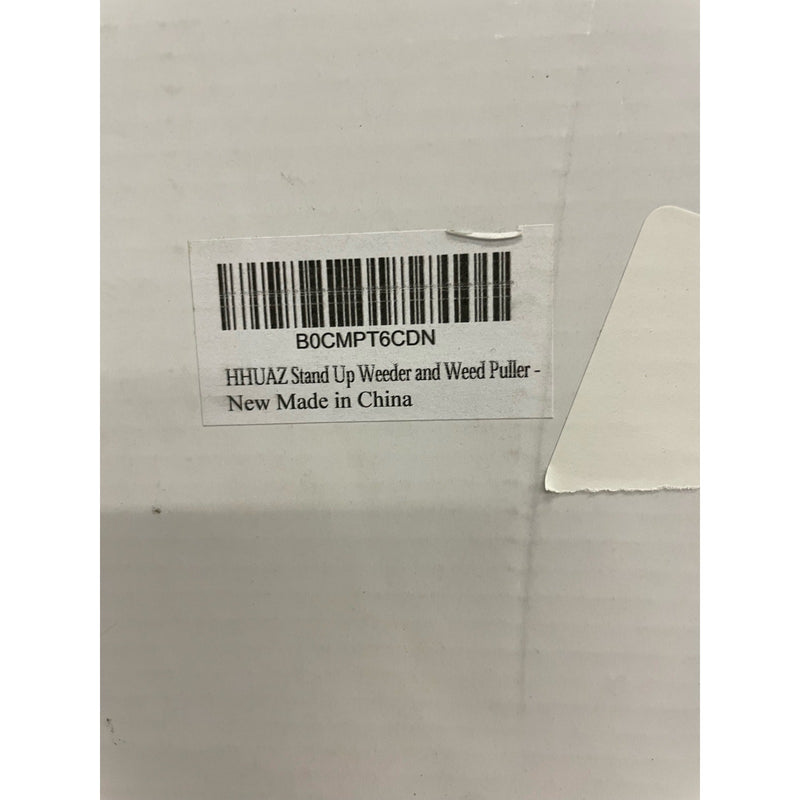 B0CMPT6CDN
HHUAZ Stand Up Weeder and Weed Puller -
New Made in China